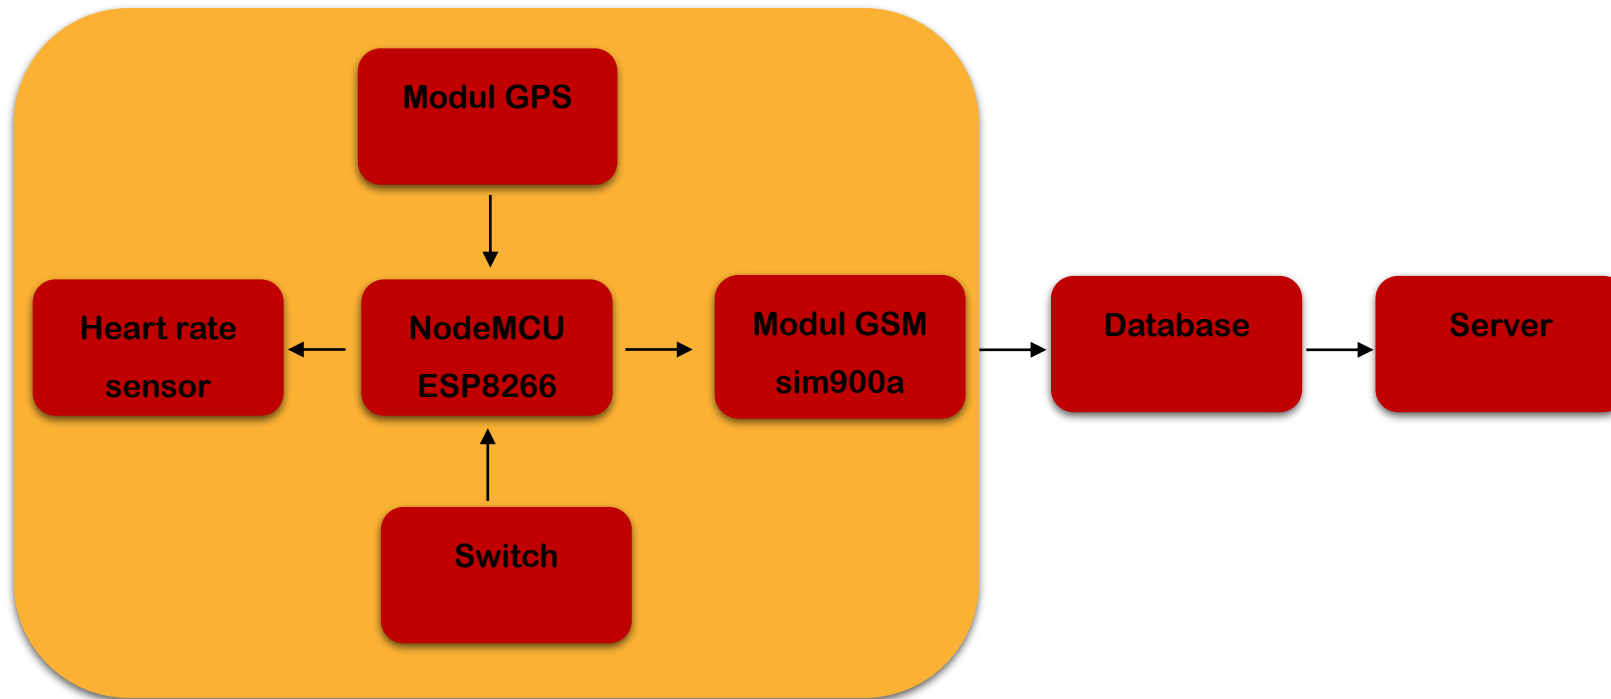 Modul GPS
Heart rate
sensor
NodeMCU
ESP8266
Modul GSM
sim900a
Database
Server
Switch